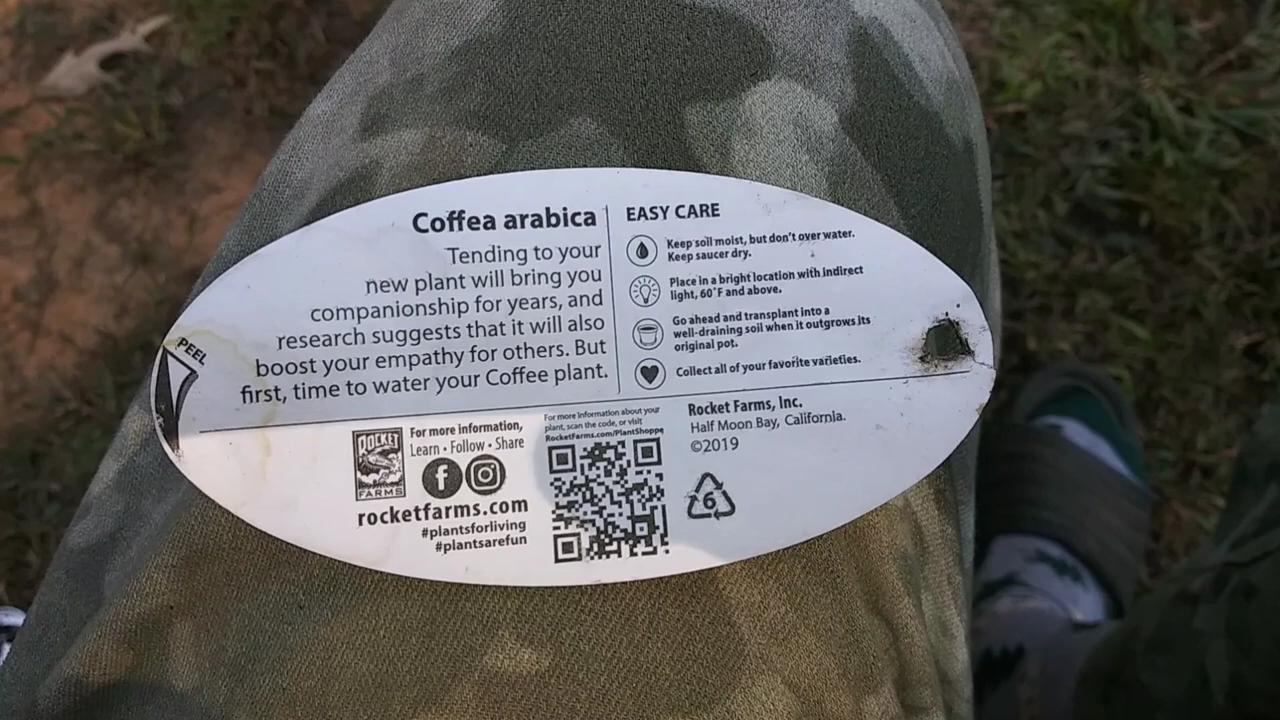 Coffea arabica
Tending to your
new plant will bring you
companionship for years, and
research suggests that it will also
boost your empathy for others. But
first, time to water your Coffee plant.
EASY CARE
Keep soil moist, but don't over water.
Keep saucer dry.
Place in a bright location with indirect
light, 60°F and above.
Go ahead and transplant into a
well-draining soil when it outgrows its
original pot.
Collect all of your favorite varieties.
PEEL
ROCKET
FARMS
For more information,
Learn • Follow • Share
f
rocketfarms.com
#plantsforliving
#plantsarefun
For more information about your
plant, scan the code, or visit
RocketFarms.com/PlantShoppe
Rocket Farms, Inc.
Half Moon Bay, California.
©2019
6